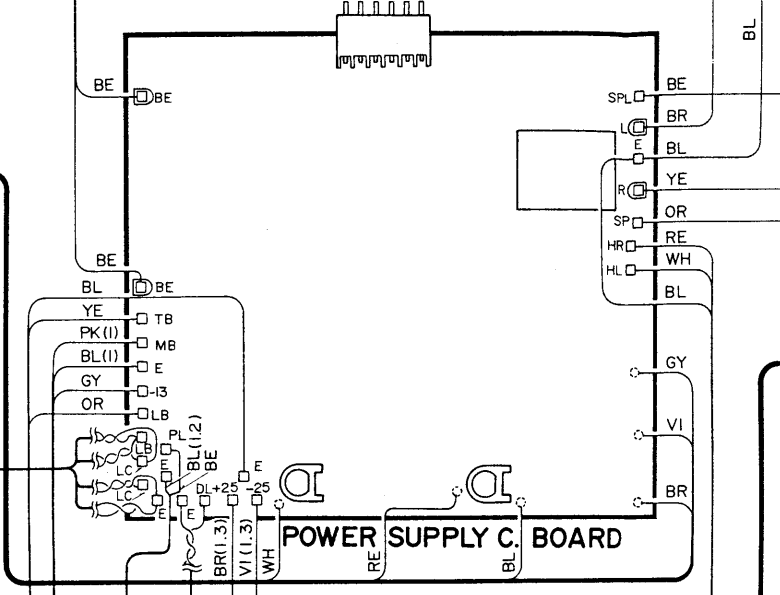 BL
BE
BE
SPL
BE
L
BR
E
BL
R
YE
SP
OR
HR
RE
HL
WH
BL
BE
BL
BE
YE
TB
PK(1)
MB
BL(1)
E
GY
-13
OR
LB
GY
VI
BR
PL
LB
LC
E
LC
E
E
BL(1.2)
BE
DL
+25
-25
E
BR(1.3)
VI(1.3)
WH
RE
BL
POWER SUPPLY C. BOARD